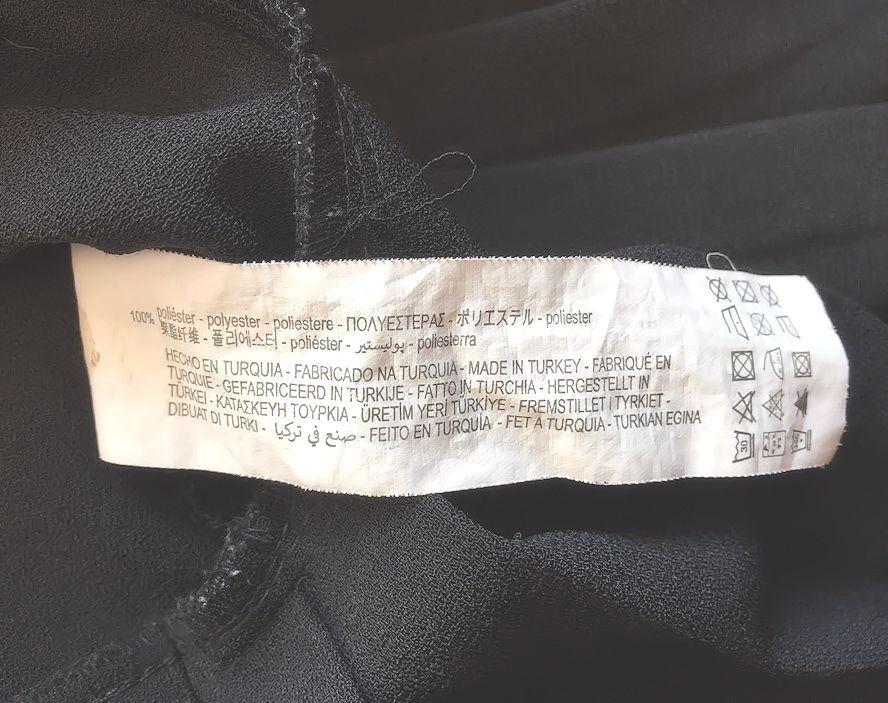 100% poliéster - polyester - poliestere - ΠΟΛΥΕΣΤΕΡΑΣ - ポリエステル - poliester
聚酯纤维 - 폴리에스터 - poliéster - پوليستير - poliesterra
HECHO EN TURQUIA - FABRICADO NA TURQUIA - MADE IN TURKEY - FABRIQUÉ EN
TURQUIE - GEFABRICEERD IN TURKIJE - FATTO IN TURCHIA - HERGESTELLT IN
TÜRKEI - ΚΑΤΑΣΚΕΥΗ ΤΟΥΡΚΙΑ - ÜRETİM YERİ TÜRKİYE - FREMSTILLET I TYRKIET -
DIBUAT DI TURKI - صنع في تركيا - FEITO EN TURQUÍA - FET A TURQUIA - TURKIAN EGINA
30